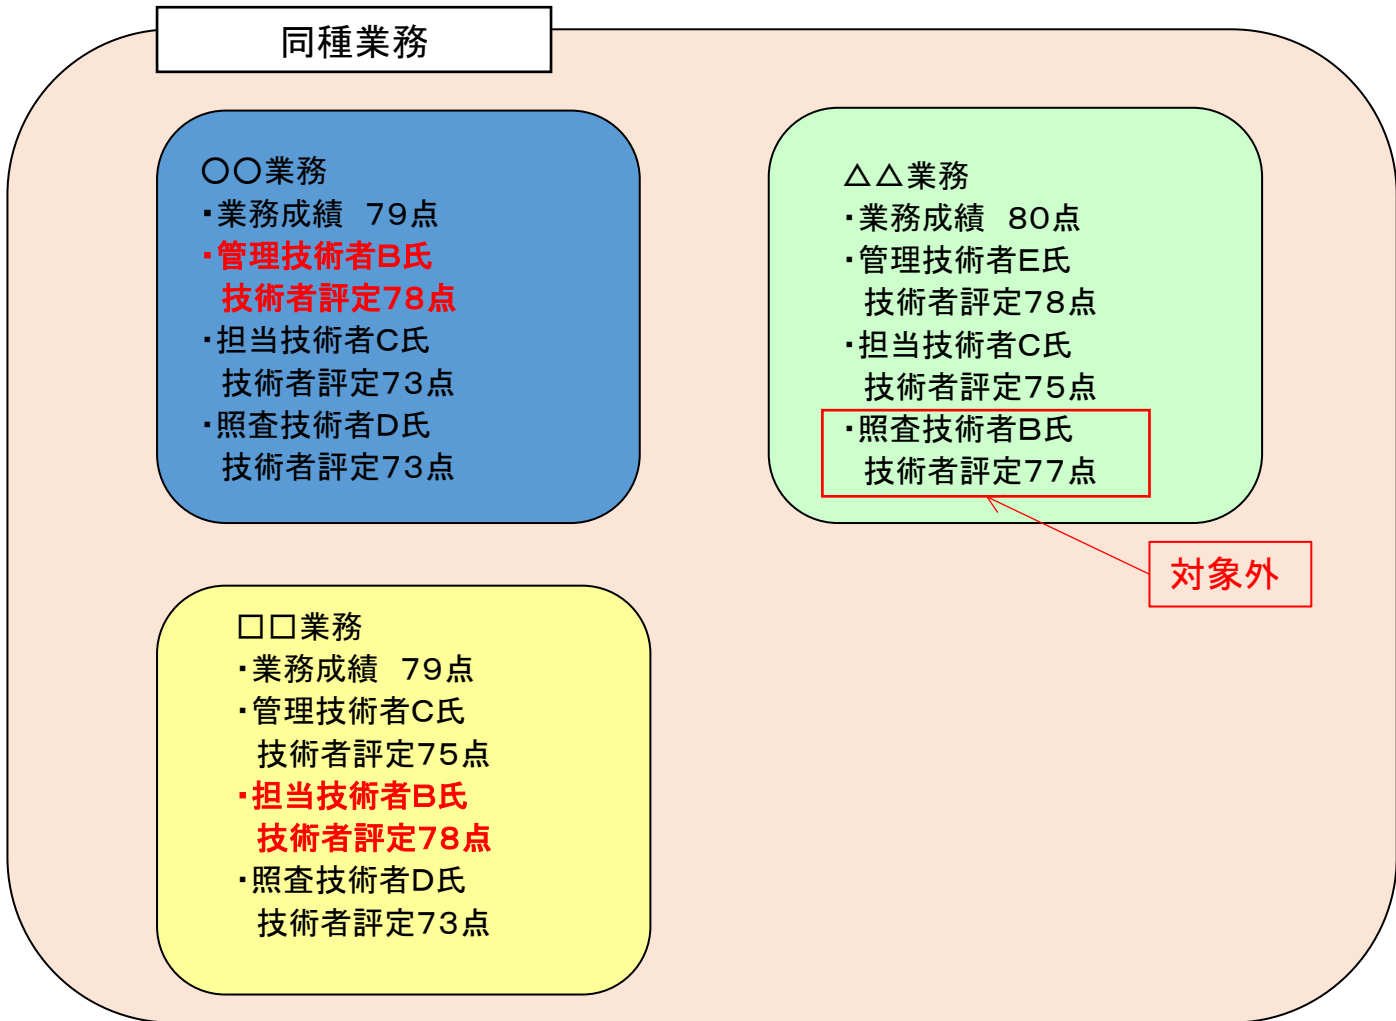 同種業務
○○業務
・業務成績　79点
・管理技術者B氏
技術者評定78点
・担当技術者C氏
技術者評定73点
・照査技術者D氏
技術者評定73点
△△業務
・業務成績　80点
・管理技術者E氏
技術者評定78点
・担当技術者C氏
技術者評定75点
・照査技術者B氏
技術者評定77点
対象外
□□業務
・業務成績　79点
・管理技術者C氏
技術者評定75点
・担当技術者B氏
技術者評定78点
・照査技術者D氏
技術者評定73点